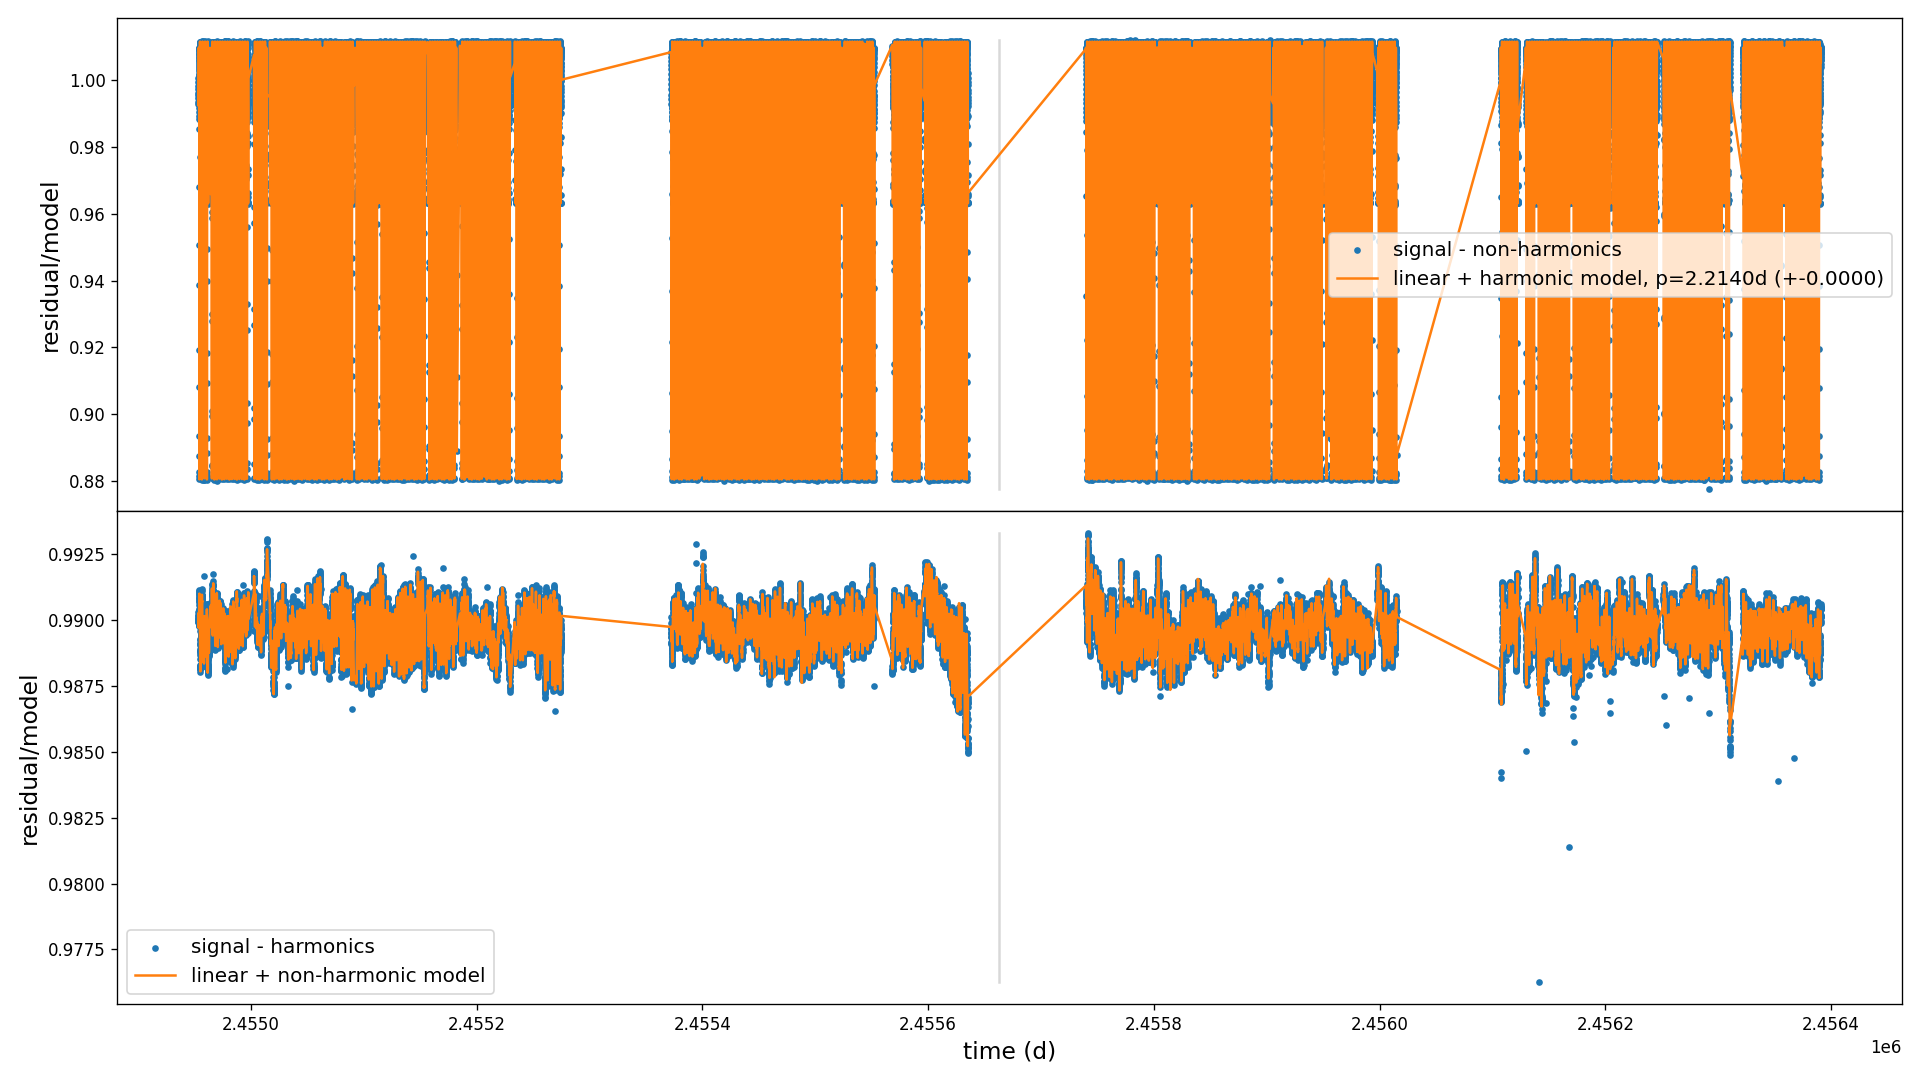 residual/model
1.00
0.98
0.96
0.94
0.92
0.90
0.88
signal - non-harmonics
linear + harmonic model, p=2.2140d (+-0.0000)
residual/model
0.9925
0.9900
0.9875
0.9850
0.9825
0.9800
0.9775
signal - harmonics
linear + non-harmonic model
2.4550 2.4552 2.4554 2.4556 2.4558 2.4560 2.4562 2.4564
1e6
time (d)